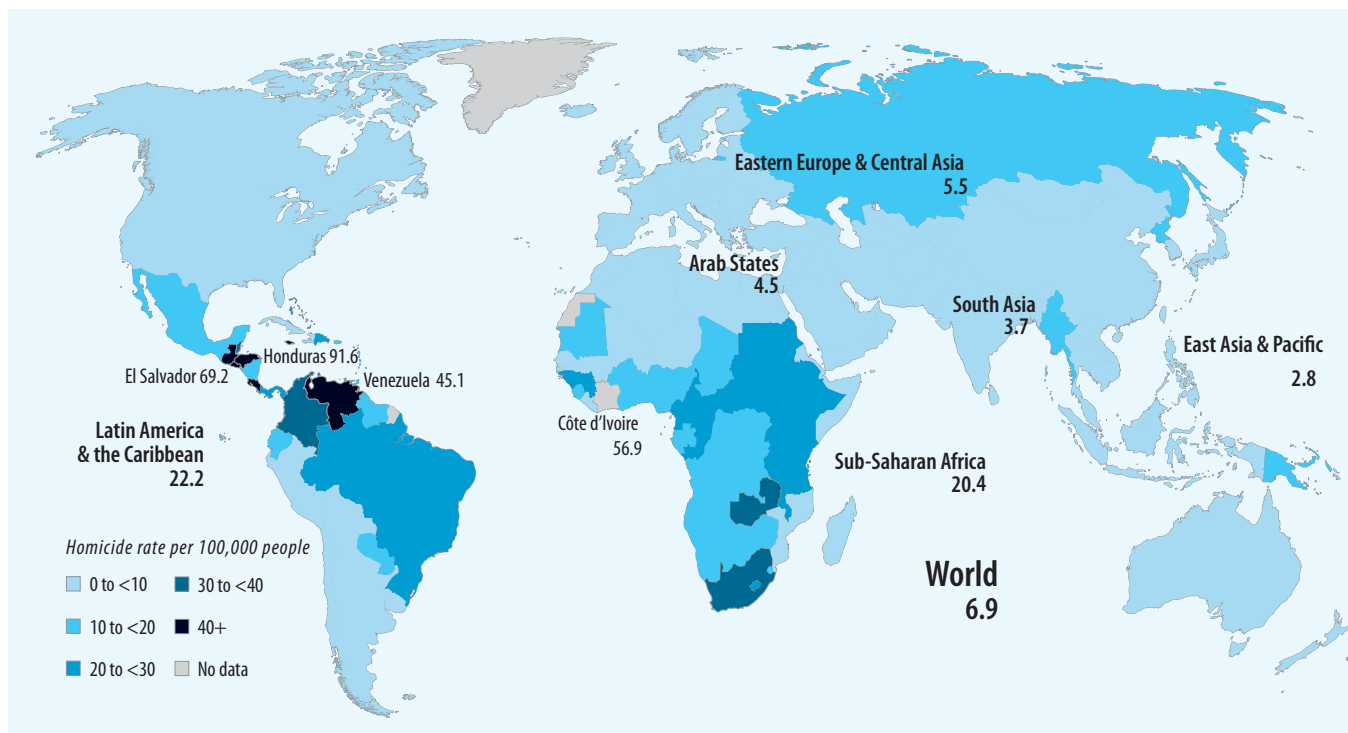 Eastern Europe & Central Asia
5.5
Arab States
4.5
South Asia
3.7
East Asia & Pacific
2.8
Honduras 91.6
El Salvador 69.2
Venezuela 45.1
Côte d’Ivoire
56.9
Latin America
& the Caribbean
22.2
Sub-Saharan Africa
20.4
World
6.9
Homicide rate per 100,000 people
0 to <10
30 to <40
10 to <20
40+
20 to <30
No data